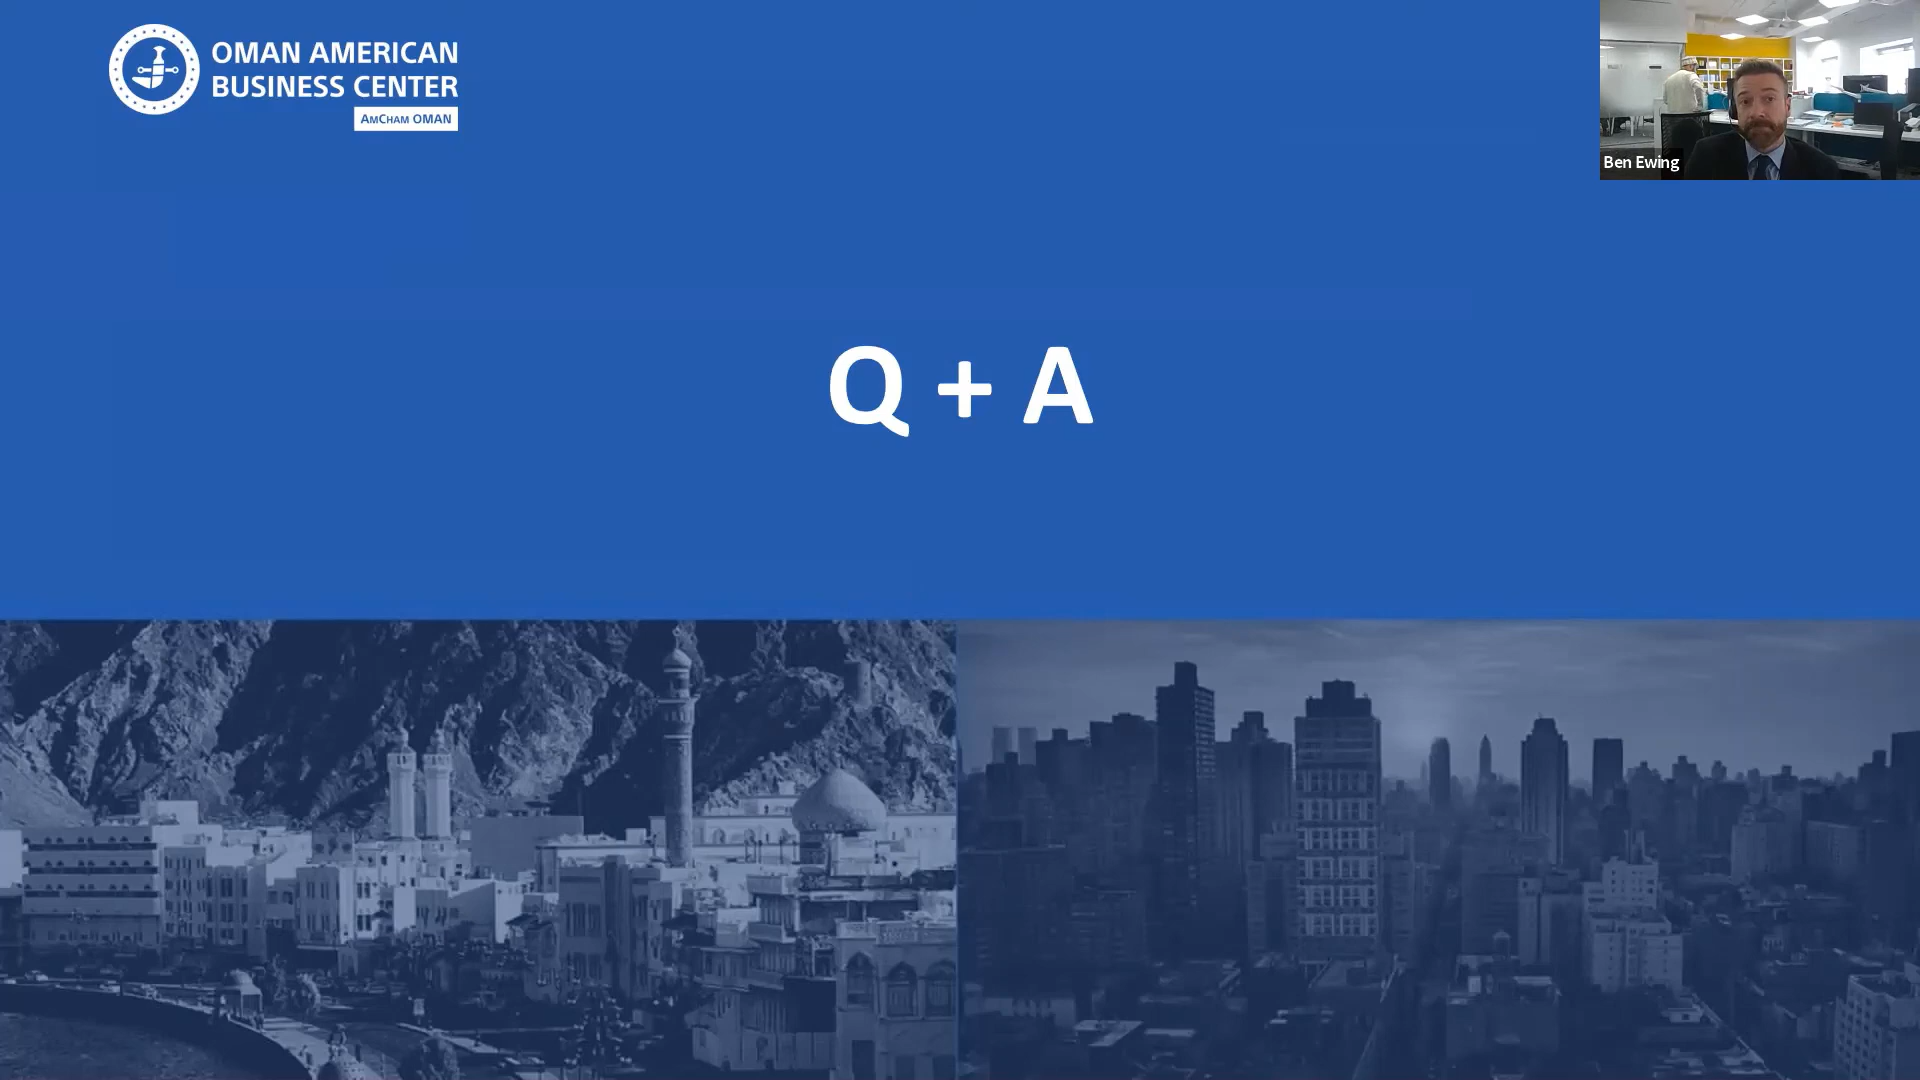 OMAN AMERICAN
BUSINESS CENTER
AMCHAM OMAN
Ben Ewing
Q + A